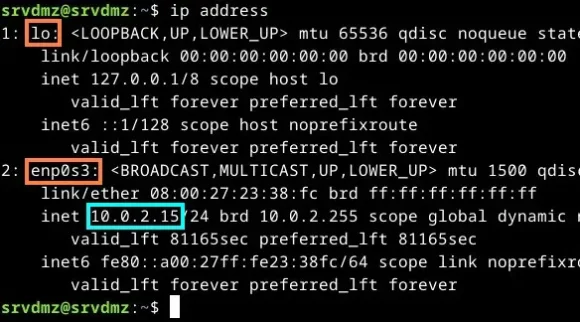 srvdmz@srvdmz:~$ ip address
1: lo: <LOOPBACK,UP,LOWER_UP> mtu 65536 qdisc noqueue state
link/loopback 00:00:00:00:00:00 brd 00:00:00:00:00:00
inet 127.0.0.1/8 scope host lo
valid_lft forever preferred_lft forever
inet6 ::1/128 scope host noprefixroute
valid_lft forever preferred_lft forever
2: enp0s3: <BROADCAST,MULTICAST,UP,LOWER_UP> mtu 1500 qdisc
link/ether 08:00:27:23:38:fc brd ff:ff:ff:ff:ff:ff
inet 10.0.2.15/24 brd 10.0.2.255 scope global dynamic
valid_lft 81165sec preferred_lft 81165sec
inet6 fe80::a00:27ff:fe23:38fc/64 scope link noprefixro
srvdmz@srvdmz:~$